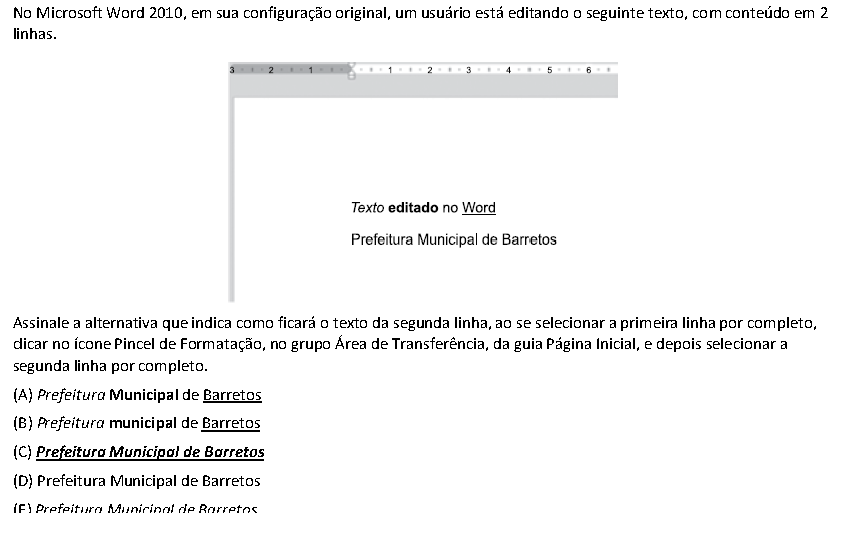 No Microsoft Word 2010, em sua configuração original, um usuário está editando o seguinte texto, com conteúdo em 2
linhas.
3 2 1 1 2 3 4 5 6
Texto editado no Word
Prefeitura Municipal de Barretos
Assinale a alternativa que indica como ficará o texto da segunda linha, ao se selecionar a primeira linha por completo,
clicar no ícone Pincel de Formatação, no grupo Área de Transferência, da guia Página Inicial, e depois selecionar a
segunda linha por completo.
(A) Prefeitura Municipal de Barretos
(B) Prefeitura municipal de Barretos
(C) Prefeitura Municipal de Barretos
(D) Prefeitura Municipal de Barretos
(E) Prefeitura Municipal de Barretos